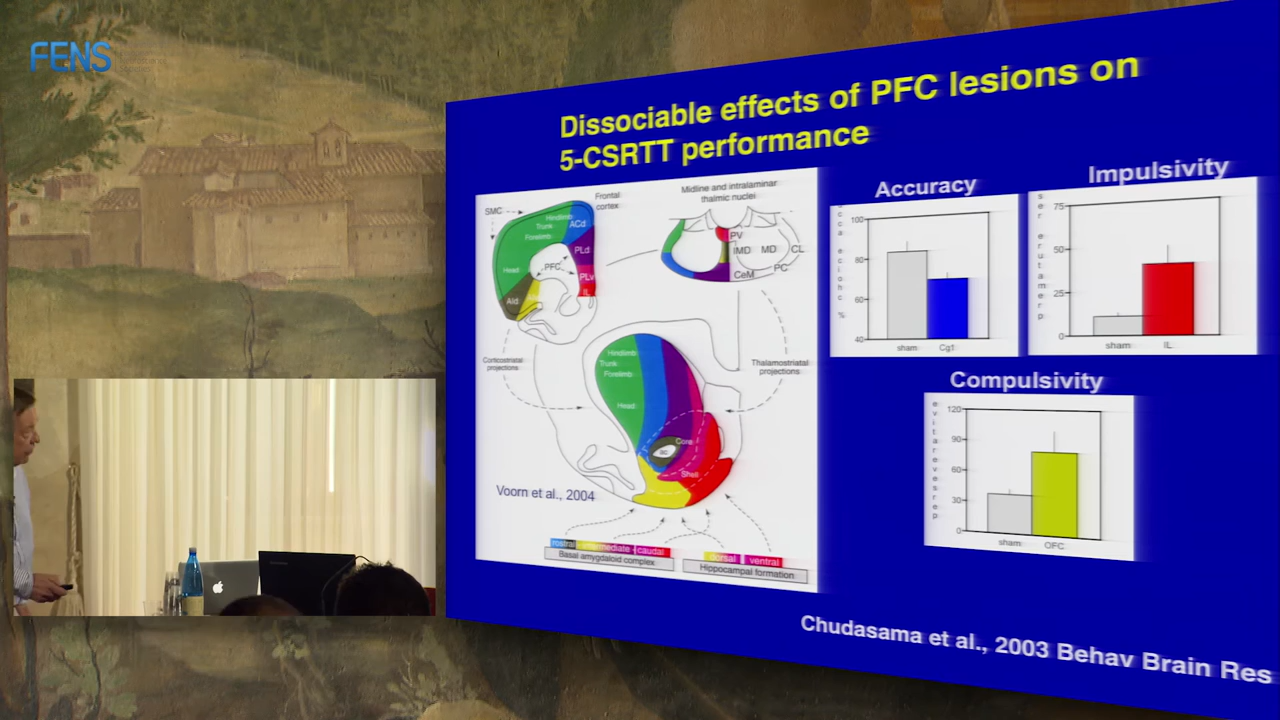 FENS
Dissociable effects of PFC lesions on
5-CSRTT performance
SMC
Frontal
cortex
Hindlimb
Trunk
Forelimb
ACd
PLd
Head
PFC
PLv
IL
AId
Midline and intralaminar
thalmic nuclei
PV
IMD
MD
CL
PC
CeM
Corticostriatal
projections
Thalamostriatal
projections
Hindlimb
Trunk
Forelimb
Head
Core
ac
Shell
Voorn et al., 2004
rostral
intermediate
caudal
Basal amygdaloid complex
dorsal
ventral
Hippocampal formation
Accuracy
100
80
60
40
sham
Cg1
Impulsivity
75
50
25
0
sham
IL
Compulsivity
120
90
60
30
0
sham
OFC
Chudasama et al., 2003 Behav Brain Res